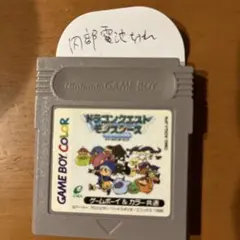 内部電池切れ
Nintendo GAME BOY
ドラゴンクエスト
モンスターズ
GAME BOY COLOR
ゲームボーイ&カラー共通